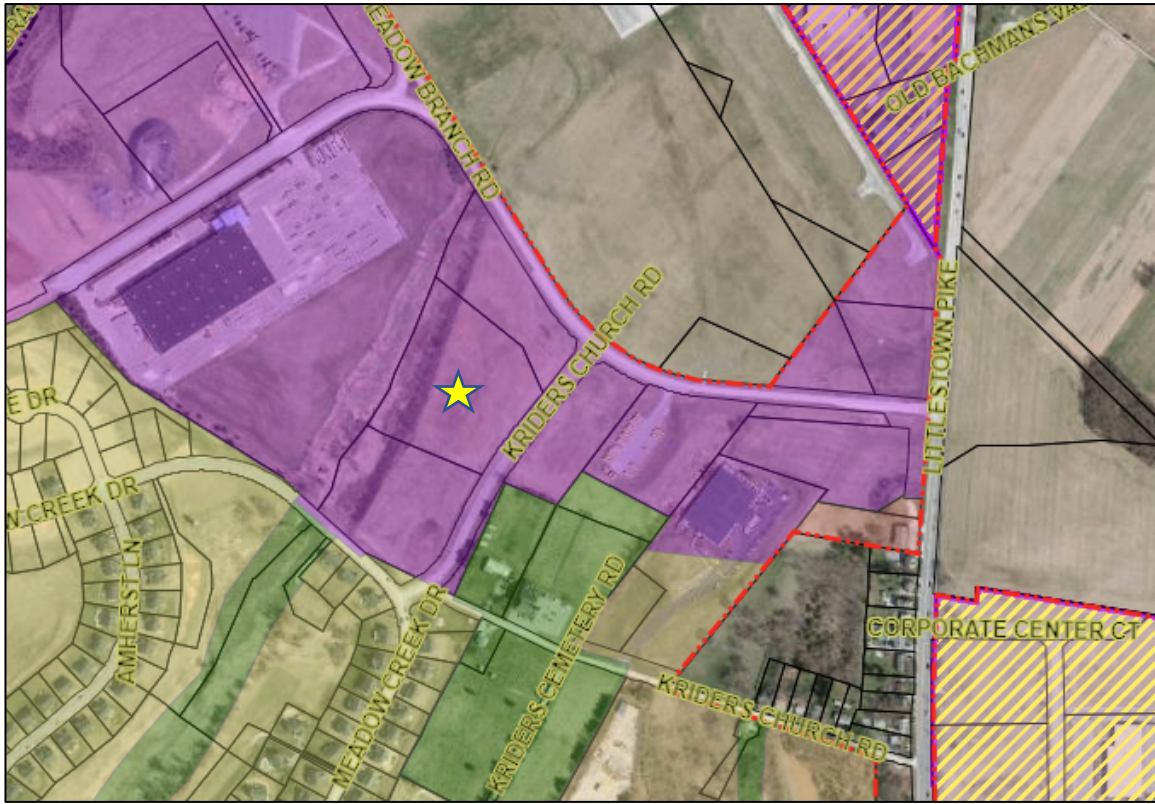 BRA
MEADOW BRANCH RD
OLD BACHMANS VA
KRIDERS CHURCH RD
LITTLESTOWN PIKE
E DR
W CREEK DR
AMHERST LN
MEADOW CREEK DR
KRIDERS CEMETERY RD
CORPORATE CENTER CT
KRIDERS CHURCH RD